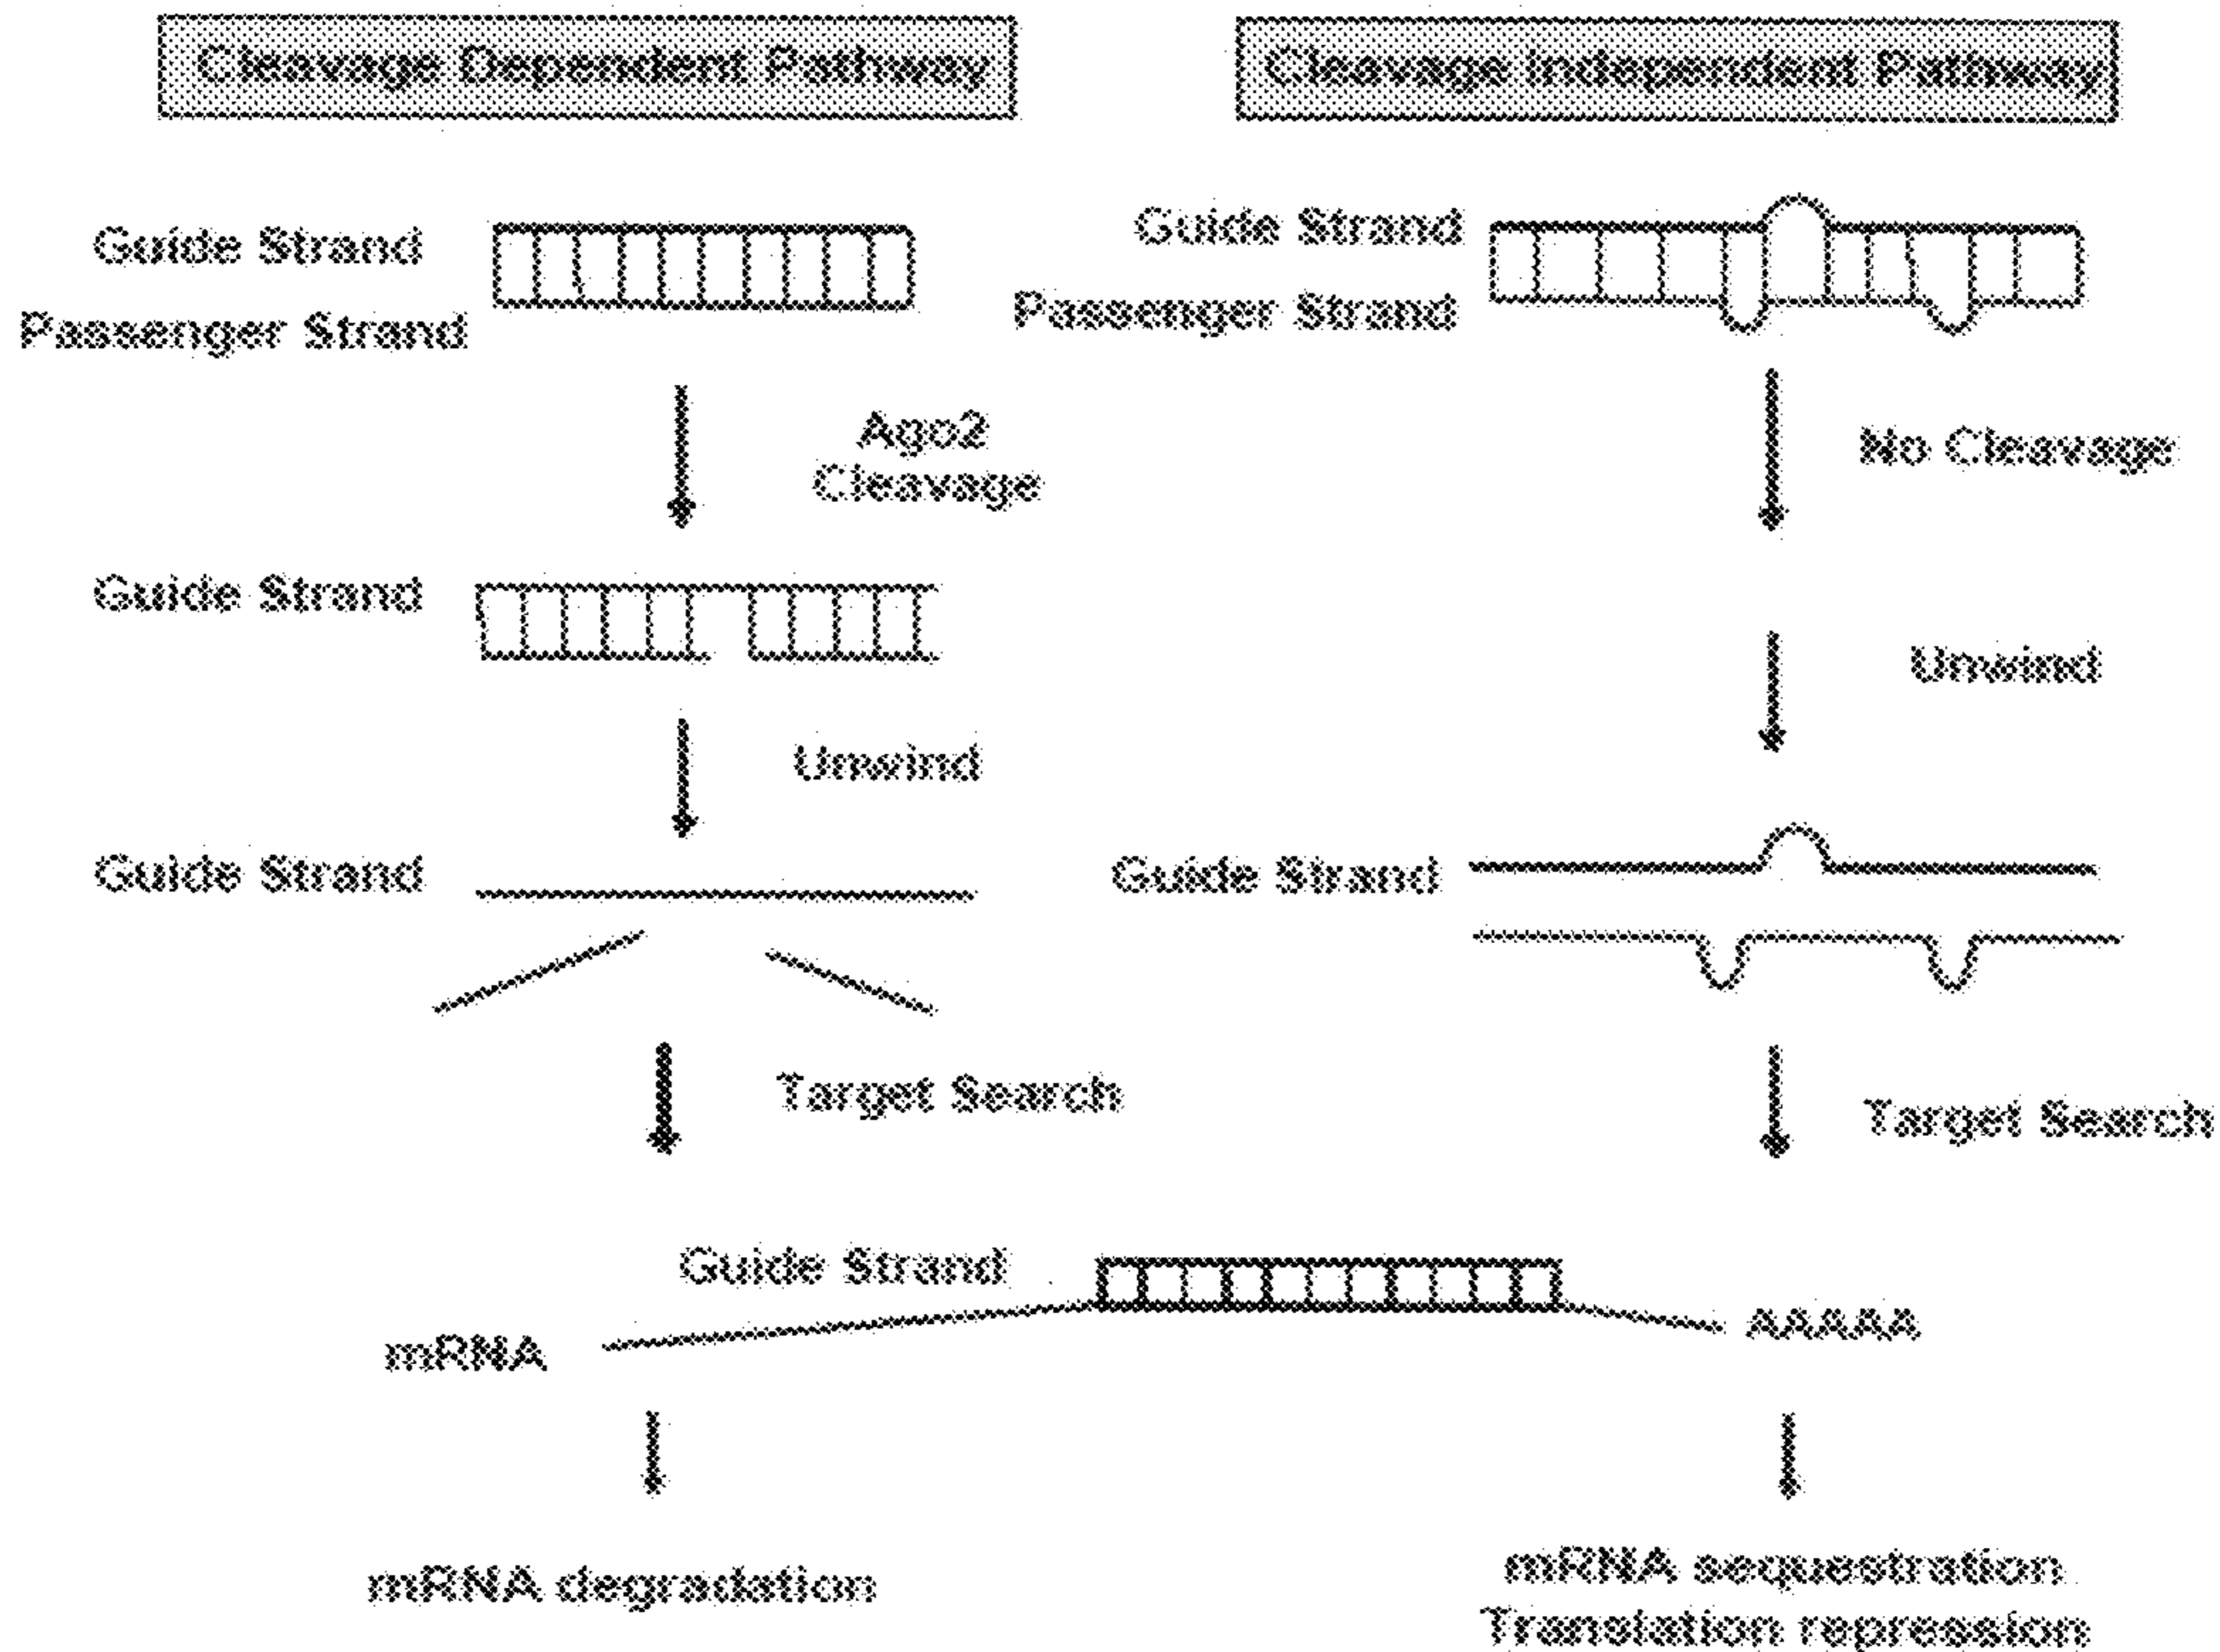 Cleavage Dependent Pathway
Cleavage Independent Pathway
Guide Strand
Passenger Strand
Guide Strand
Passenger Strand
Ago2
Cleavage
No Cleavage
Guide Strand
Unwind
Unwind
Guide Strand
Guide Strand
Target Search
Target Search
Guide Strand
mRNA
AAAAA
mRNA degradation
mRNA sequestration
Translation repression